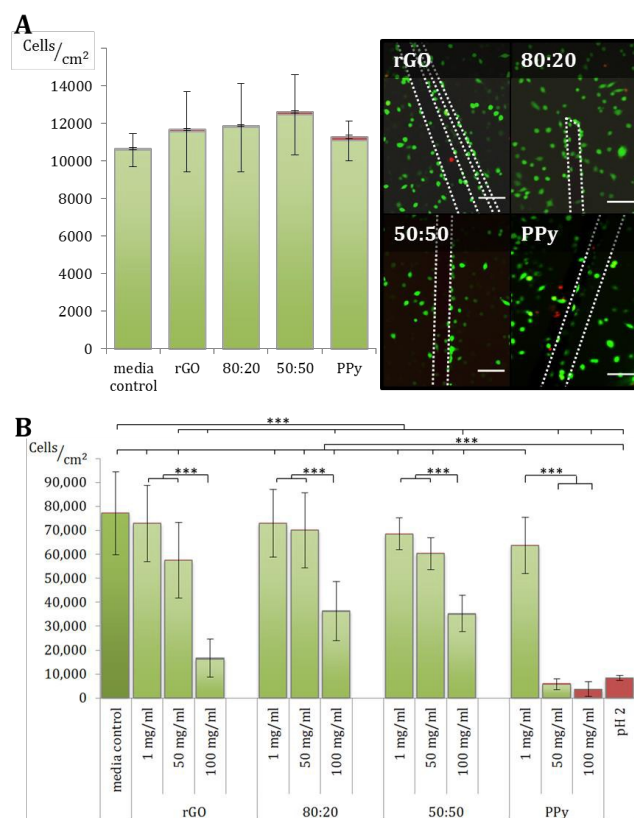 A
Cells/cm²
14000
12000
10000
8000
6000
4000
2000
0
media control
rGO
80:20
50:50
PPy
rGO
80:20
50:50
PPy
B
Cells/cm²
***
***
***
***
***
***
90,000
80,000
70,000
60,000
50,000
40,000
30,000
20,000
10,000
0
media control
1 mg/ml
50 mg/ml
100 mg/ml
1 mg/ml
50 mg/ml
100 mg/ml
1 mg/ml
50 mg/ml
100 mg/ml
1 mg/ml
50 mg/ml
100 mg/ml
pH 2
rGO
80:20
50:50
PPy